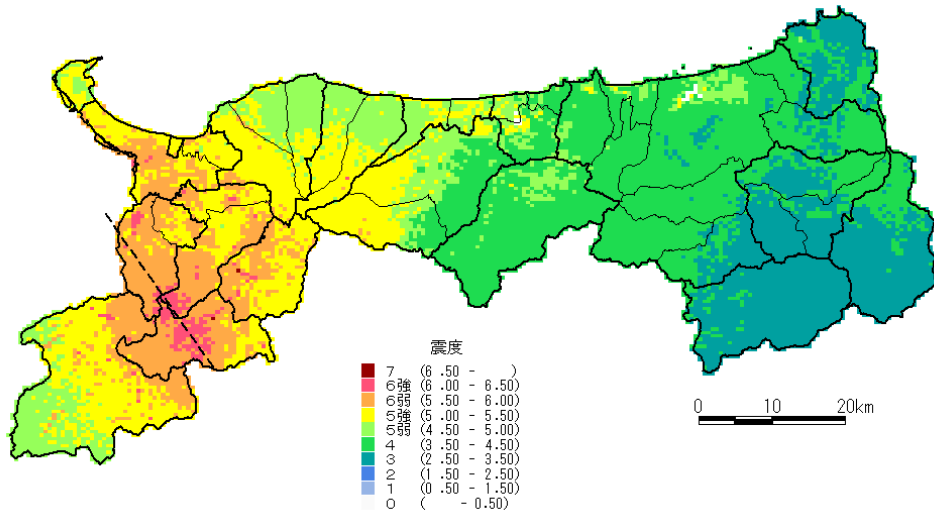 震度
7 (6.50 - )
6強 (6.00 - 6.50)
6弱 (5.50 - 6.00)
5強 (5.00 - 5.50)
5弱 (4.50 - 5.00)
4 (3.50 - 4.50)
3 (2.50 - 3.50)
2 (1.50 - 2.50)
1 (0.50 - 1.50)
0 ( - 0.50)
0 10 20km